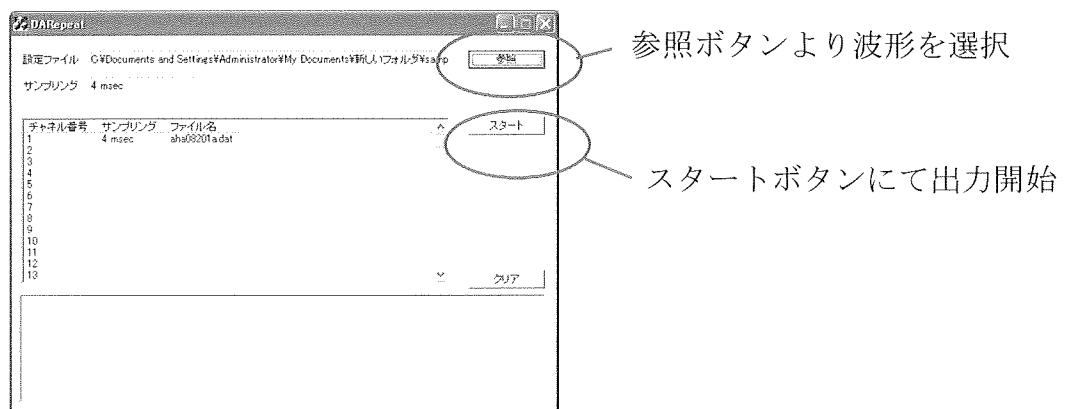 DARepeat
設定ファイル G¥Documents and Settings¥Administrator¥My Documents¥新しいフォルダ¥samp
参照
参照ボタンより波形を選択
サンプリング 4 msec
チャネル番号 サンプリング ファイル名
スタート
1 4 msec aha08201a.dat
2
3
4
5
6
7
8
9
10
11
12
13
スタートボタンにて出力開始
クリア